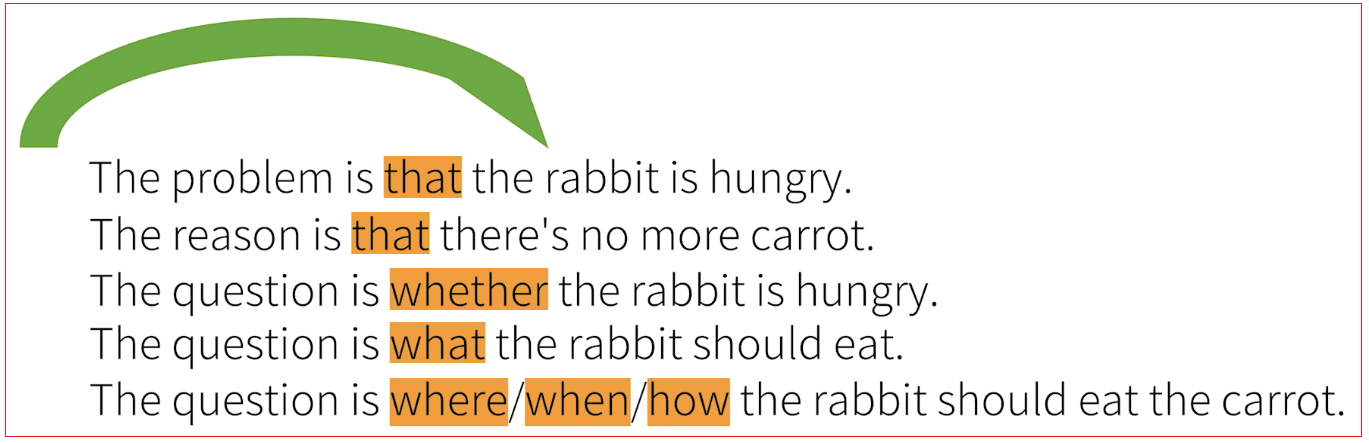 The problem is that the rabbit is hungry.
The reason is that there's no more carrot.
The question is whether the rabbit is hungry.
The question is what the rabbit should eat.
The question is where/when/how the rabbit should eat the carrot.